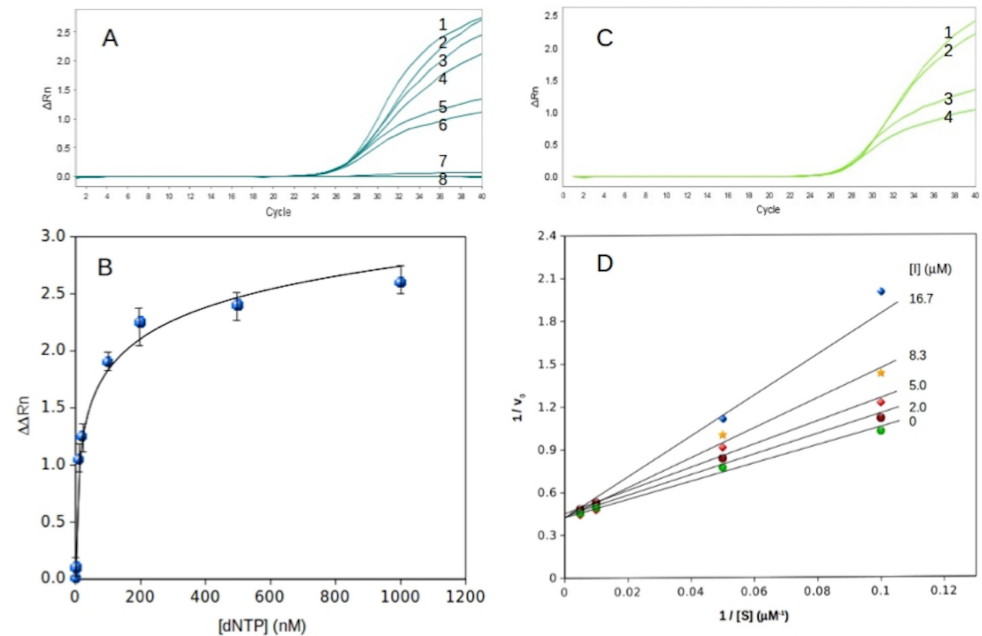 A
ΔRn
2.5
2.0
1.5
1.0
0.5
0.0
1
2
3
4
5
6
7
8
2 4 6 8 10 12 14 16 18 20 22 24 26 28 30 32 34 36 38 40
Cycle
C
ΔRn
2.5
2.0
1.5
1.0
0.5
0.0
1
2
3
4
0 2 4 6 8 10 12 14 16 18 20 22 24 26 28 30 32 34 36 38 40
Cycle
B
ΔΔRn
3.0
2.5
2.0
1.5
1.0
0.5
0.0
0 200 400 600 800 1000 1200
[dNTP] (nM)
D
1 / v₀
2.4
2.1
1.8
1.5
1.2
0.9
0.6
0.3
0
[I] (μM)
16.7
8.3
5.0
2.0
0
0 0.02 0.04 0.06 0.08 0.1 0.12
1 / [S] (μM⁻¹)